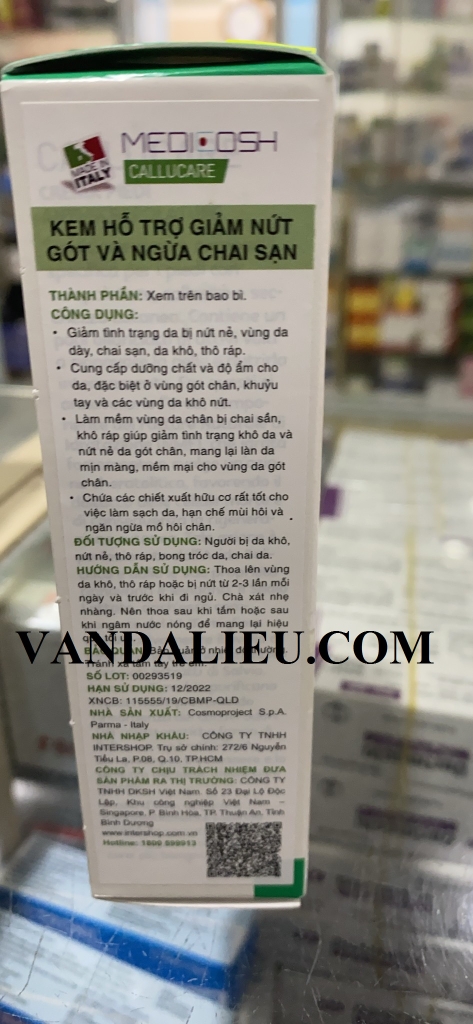 MADE IN
ITALY
MEDICOSH
CALLUCARE
KEM HỖ TRỢ GIẢM NỨT
GÓT VÀ NGỪA CHAI SẠN
THÀNH PHẦN: Xem trên bao bì.
CÔNG DỤNG:
• Giảm tình trạng da bị nứt nẻ, vùng da
dày, chai sạn, da khô, thô ráp.
• Cung cấp dưỡng chất và độ ẩm cho
da, đặc biệt ở vùng gót chân, khuỷu
tay và các vùng da khô nứt.
• Làm mềm vùng da chân bị chai sần,
khô ráp giúp giảm tình trạng khô da và
nứt nẻ da gót chân, mang lại làn da
mịn màng, mềm mại cho vùng da gót
chân.
• Chứa các chiết xuất hữu cơ rất tốt cho
việc làm sạch da, hạn chế mùi hôi và
ngăn ngừa mồ hôi chân.
ĐỐI TƯỢNG SỬ DỤNG: Người bị da khô,
nứt nẻ, thô ráp, bong tróc da, chai da.
HƯỚNG DẪN SỬ DỤNG: Thoa lên vùng
da khô, thô ráp hoặc bị nứt từ 2-3 lần mỗi
ngày và trước khi đi ngủ. Chà xát nhẹ
nhàng. Nên thoa sau khi tắm hoặc sau
khi ngâm nước nóng để mang lại hiệu
VANDALIEU.COM
SỐ LOT: 00293519
HẠN SỬ DỤNG: 12/2022
XNCB: 115555/19/CBMP-QLD
NHÀ SẢN XUẤT: Cosmoproject S.p.A.
Parma - Italy
NHÀ NHẬP KHẨU: CÔNG TY TNHH
INTERSHOP. Trụ sở chính: 272/6 Nguyễn
Tiểu La, P.08, Q.10, TP.HCM
CÔNG TY CHỊU TRÁCH NHIỆM ĐƯA
SẢN PHẨM RA THỊ TRƯỜNG: CÔNG TY
TNHH DKSH Việt Nam. Số 23 Đại Lộ Độc
Lập, Khu công nghiệp Việt Nam –
Singapore, P. Bình Hòa, TP. Thuận An, Tỉnh
Bình Dương
www.intershop.com.vn
Hotline: 1800 599913